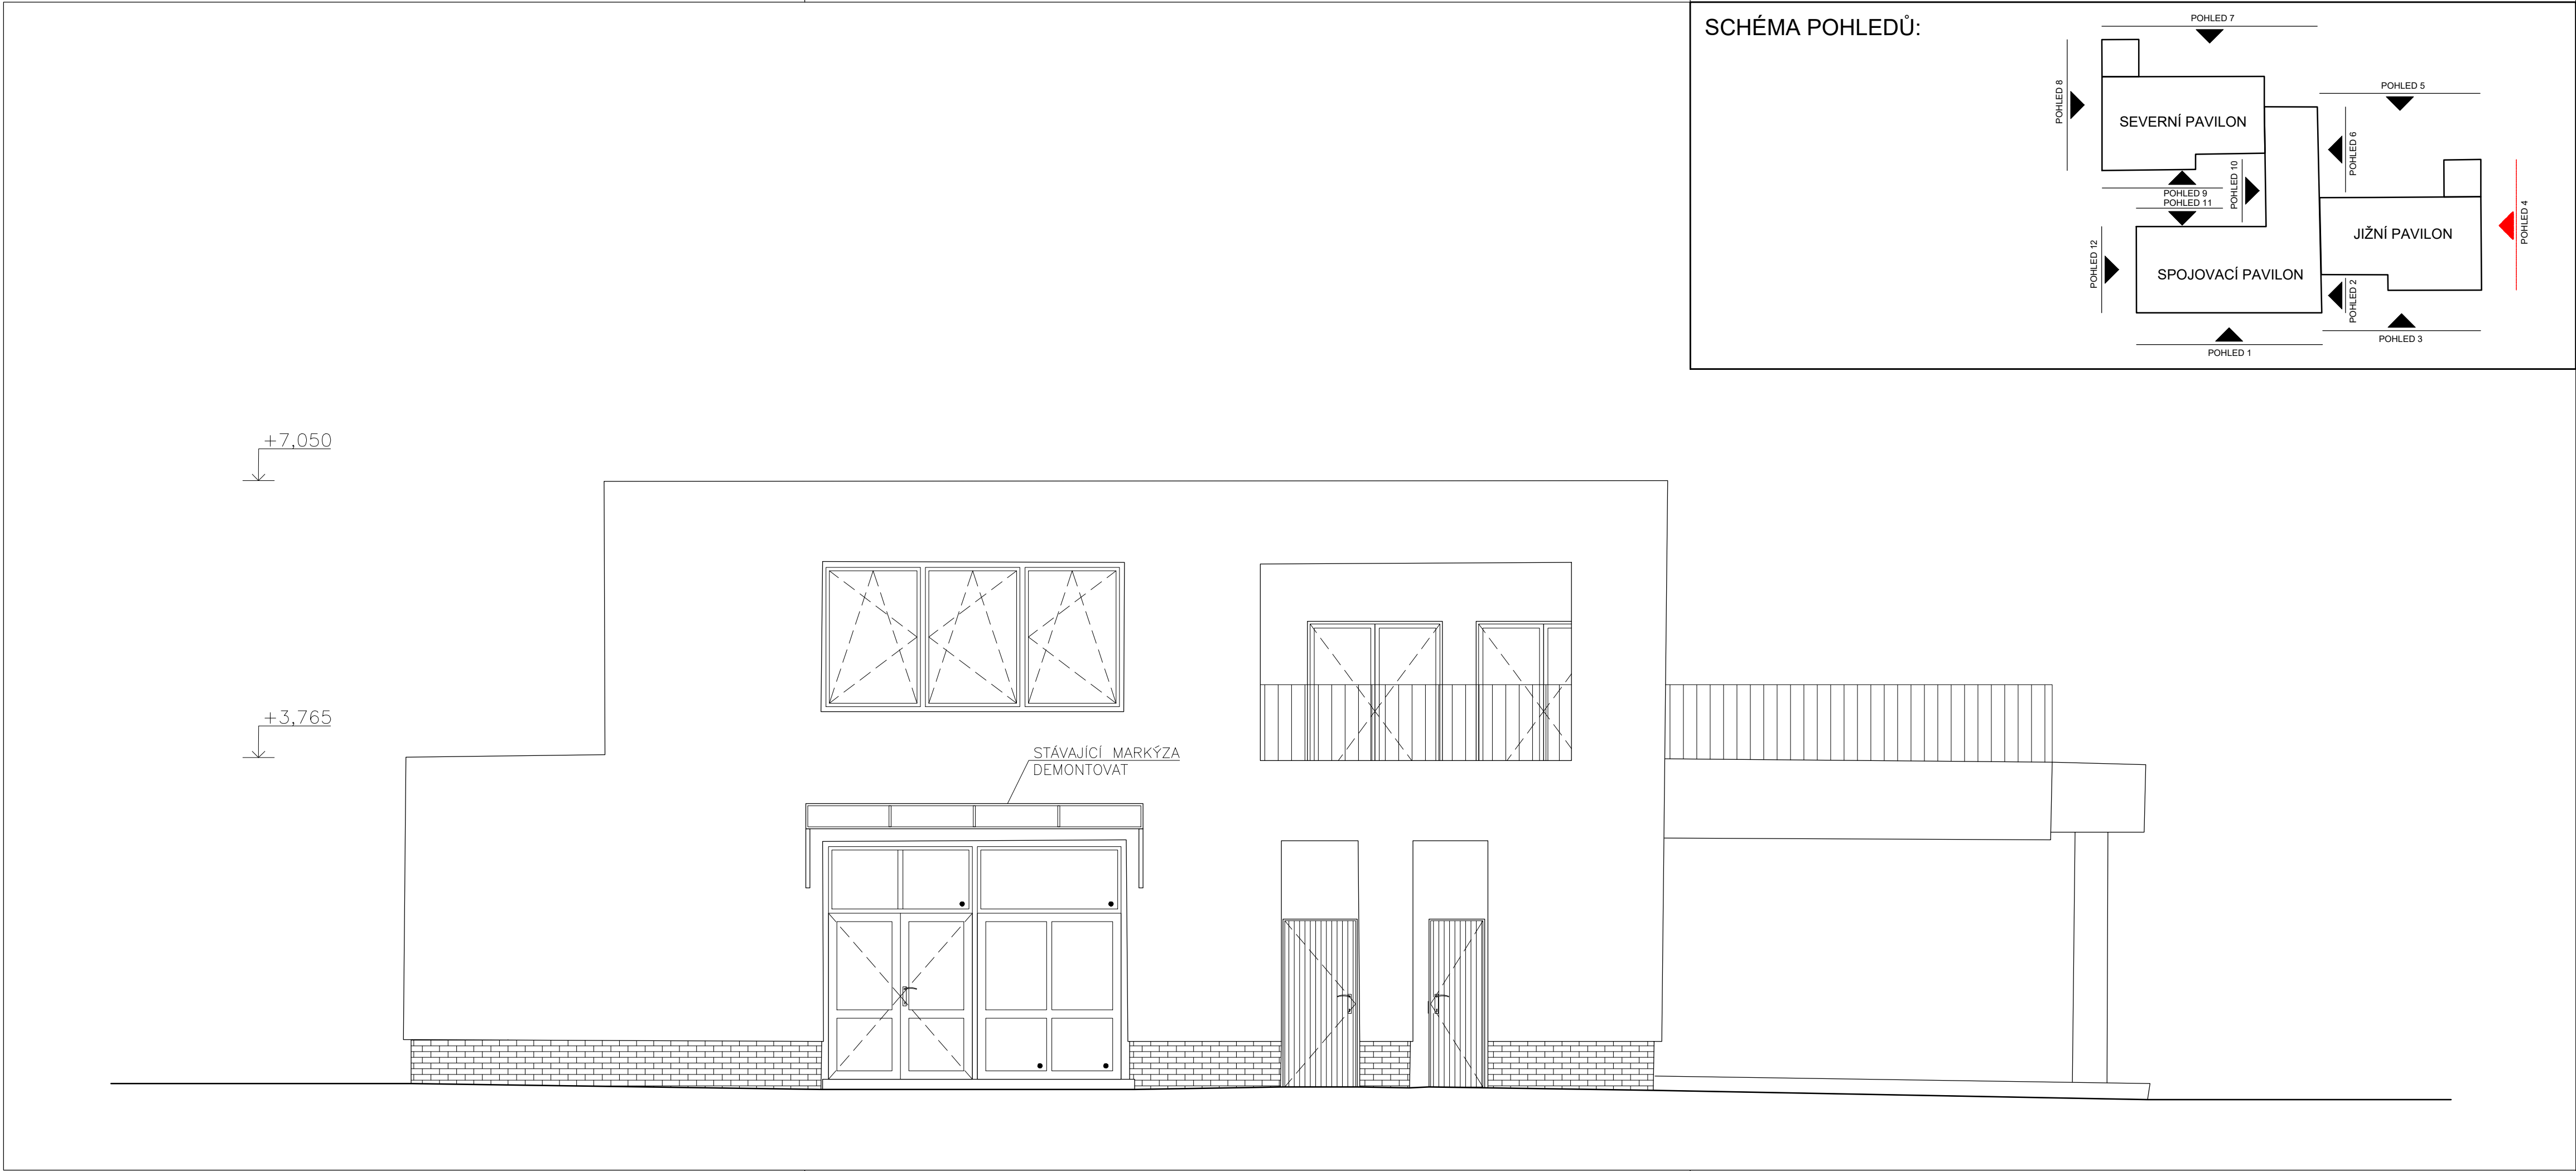 SCHÉMA POHLEDŮ:
POHLED 7
POHLED 8
POHLED 5
SEVERNÍ PAVILON
POHLED 6
POHLED 10
POHLED 9
POHLED 11
POHLED 4
JIŽNÍ PAVILON
POHLED 12
SPOJOVACÍ PAVILON
POHLED 2
POHLED 3
POHLED 1
+7,050
+3,765
STÁVAJÍCÍ MARKÝZA
DEMONTOVAT